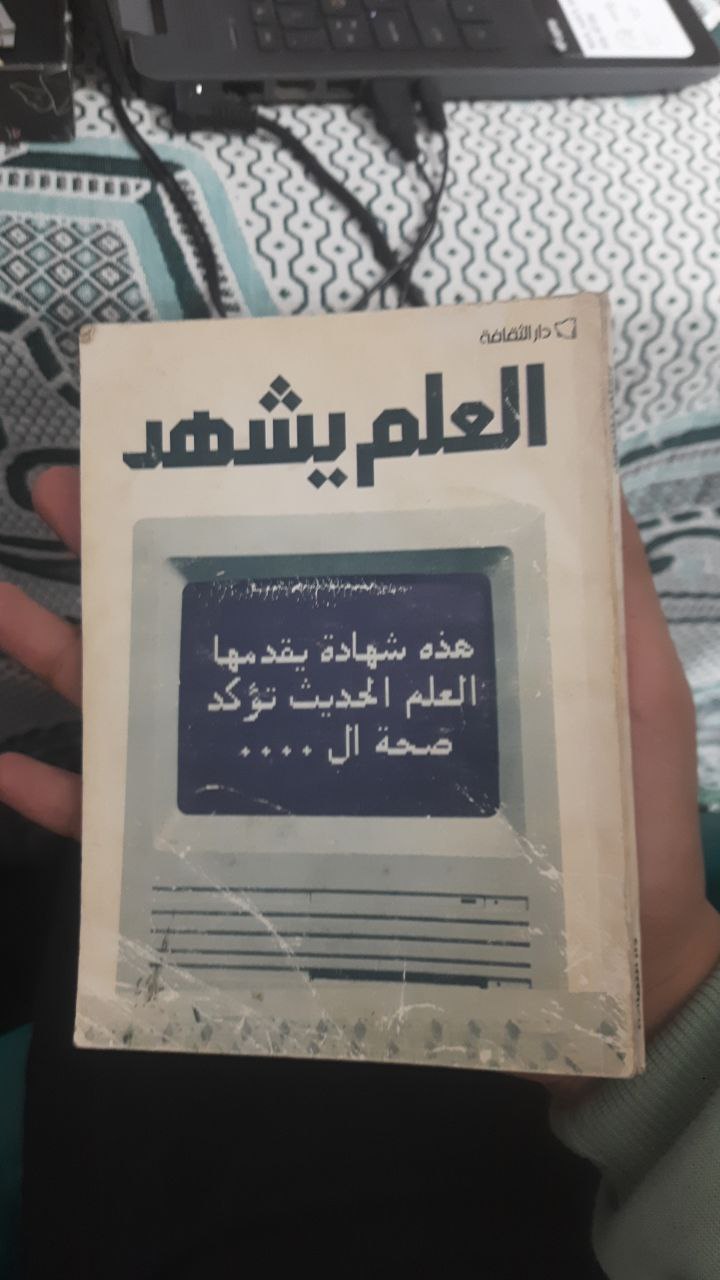 دار الثقافة
العلم يشهد
هذه شهادة يقدمها
العلم الحديث تؤكد
صحة ال ....